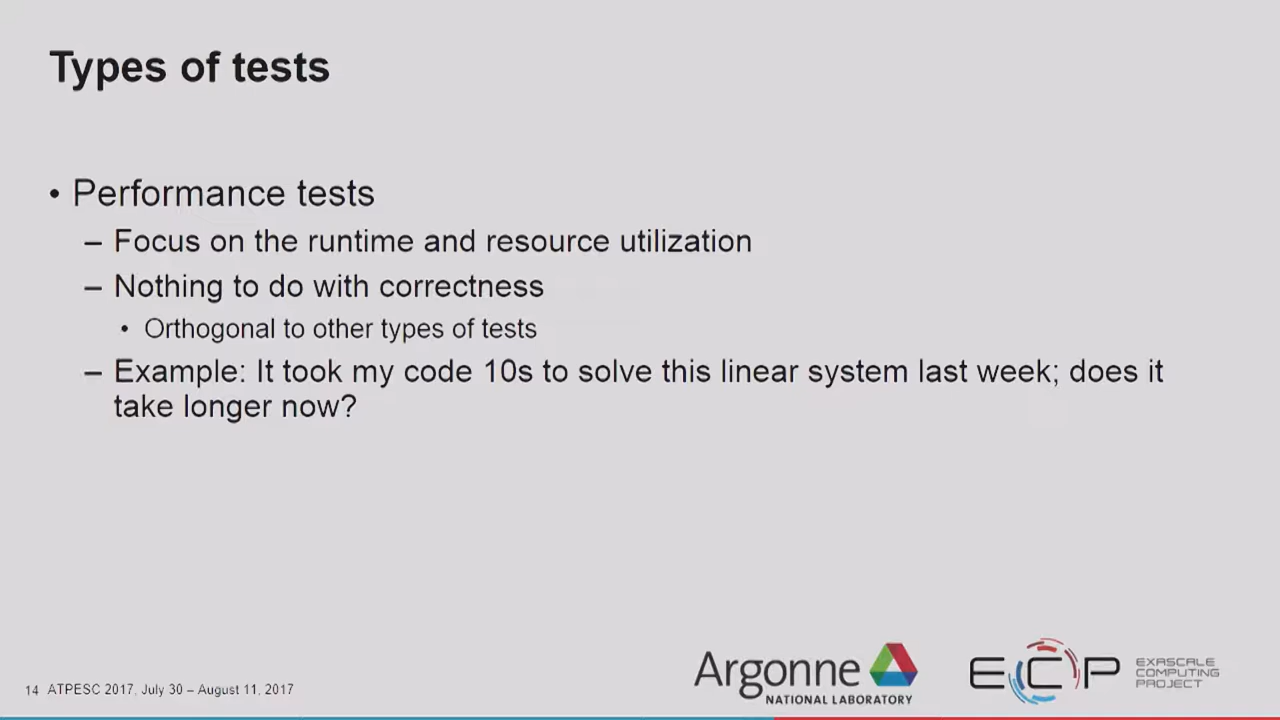 Types of tests
• Performance tests
– Focus on the runtime and resource utilization
– Nothing to do with correctness
• Orthogonal to other types of tests
– Example: It took my code 10s to solve this linear system last week; does it
take longer now?
14 ATPESC 2017, July 30 – August 11, 2017
Argonne
NATIONAL LABORATORY
ECP
EXASCALE
COMPUTING
PROJECT